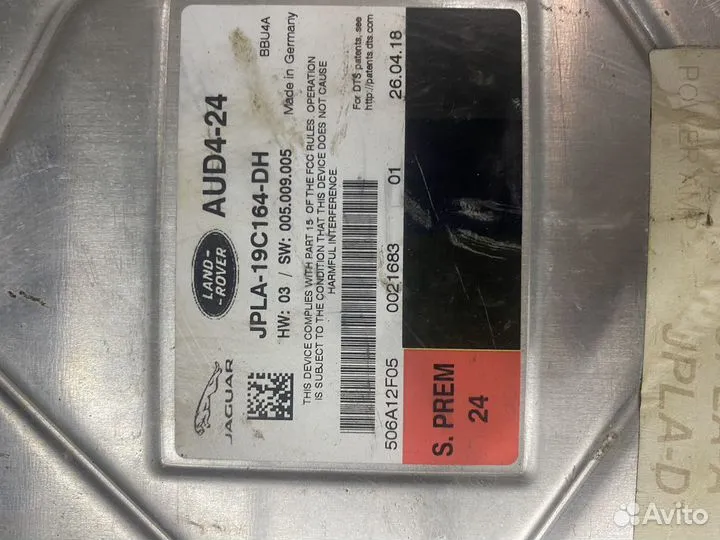 JAGUAR
LAND-
-ROVER
AUD4-24
BBU4A
JPLA-19C164-DH
HW: 03 / SW: 005.009.005
Made in Germany
THIS DEVICE COMPLIES WITH PART 15 OF THE FCC RULES. OPERATION
IS SUBJECT TO THE CONDITION THAT THIS DEVICE DOES NOT CAUSE
HARMFUL INTERFERENCE.
For DTS patents, see
http://patents.dts.com
506A12F05
0021683
01
26.04.18
S. PREM
24
POWER AMP
JPLA-D
Avito